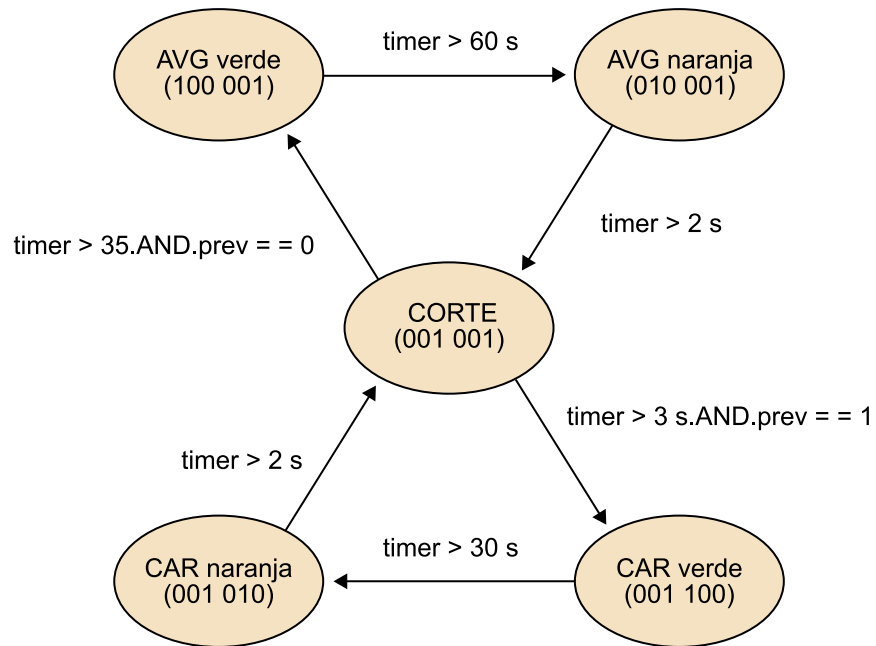 AVG verde
(100 001)
timer > 60 s
AVG naranja
(010 001)
timer > 35.AND.prev = = 0
timer > 2 s
CORTE
(001 001)
timer > 3 s.AND.prev = = 1
timer > 2 s
CAR naranja
(001 010)
timer > 30 s
CAR verde
(001 100)